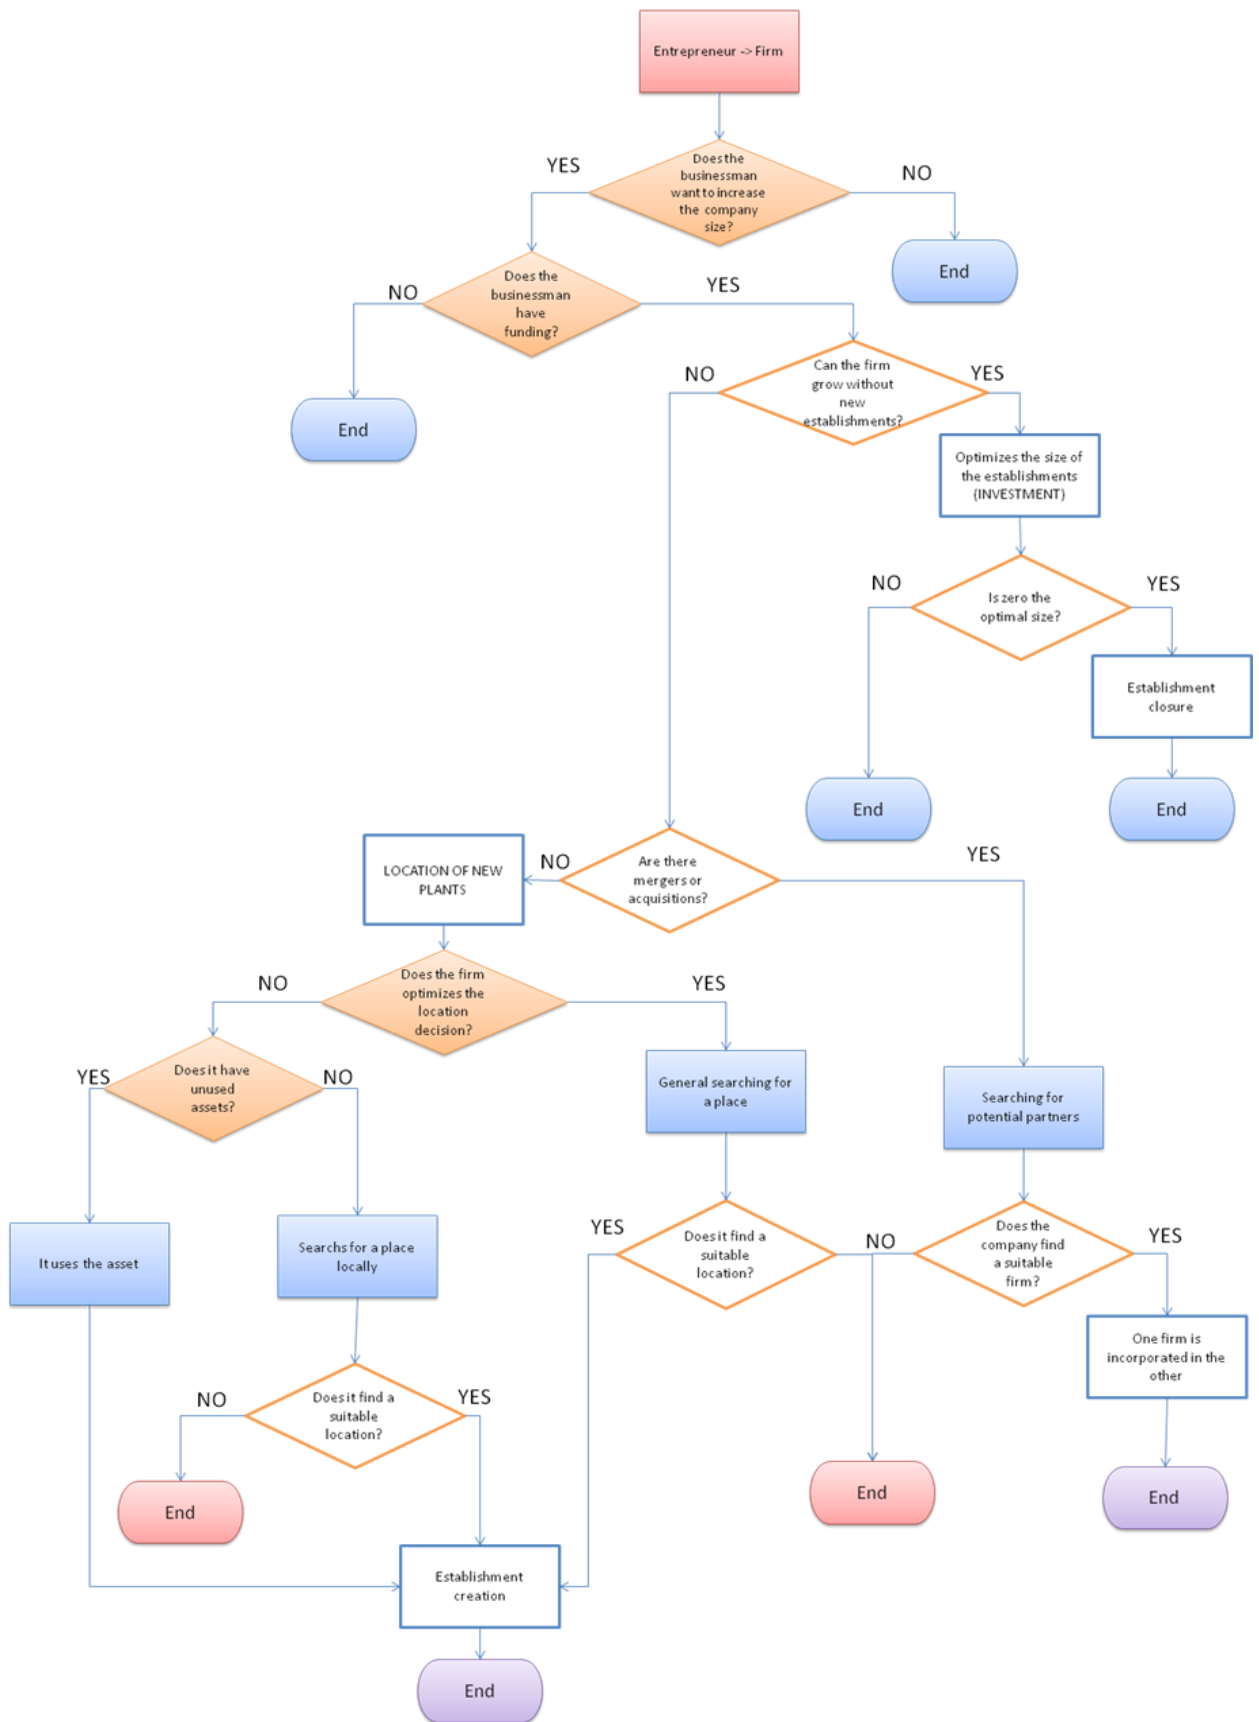 Entrepreneur -> Firm
YES
Does the
businessman
want to increase
the company
size?
NO
End
NO
Does the
businessman
have
funding?
YES
End
NO
Can the firm
grow without
new
establishments?
YES
Optimizes the size of
the establishments
(INVESTMENT)
NO
Is zero the
optimal size?
YES
Establishment
closure
End
End
LOCATION OF NEW
PLANTS
NO
Are there
mergers or
acquisitions?
YES
NO
Does the firm
optimizes the
location
decision?
YES
YES
Does it have
unused
assets?
NO
General searching for
a place
Searching for
potential partners
It uses the asset
Searchs for a place
locally
YES
Does it find a
suitable
location?
NO
Does the
company find
a suitable
firm?
YES
One firm is
incorporated in the
other
NO
Does it find a
suitable
location?
YES
End
End
End
Establishment
creation
End